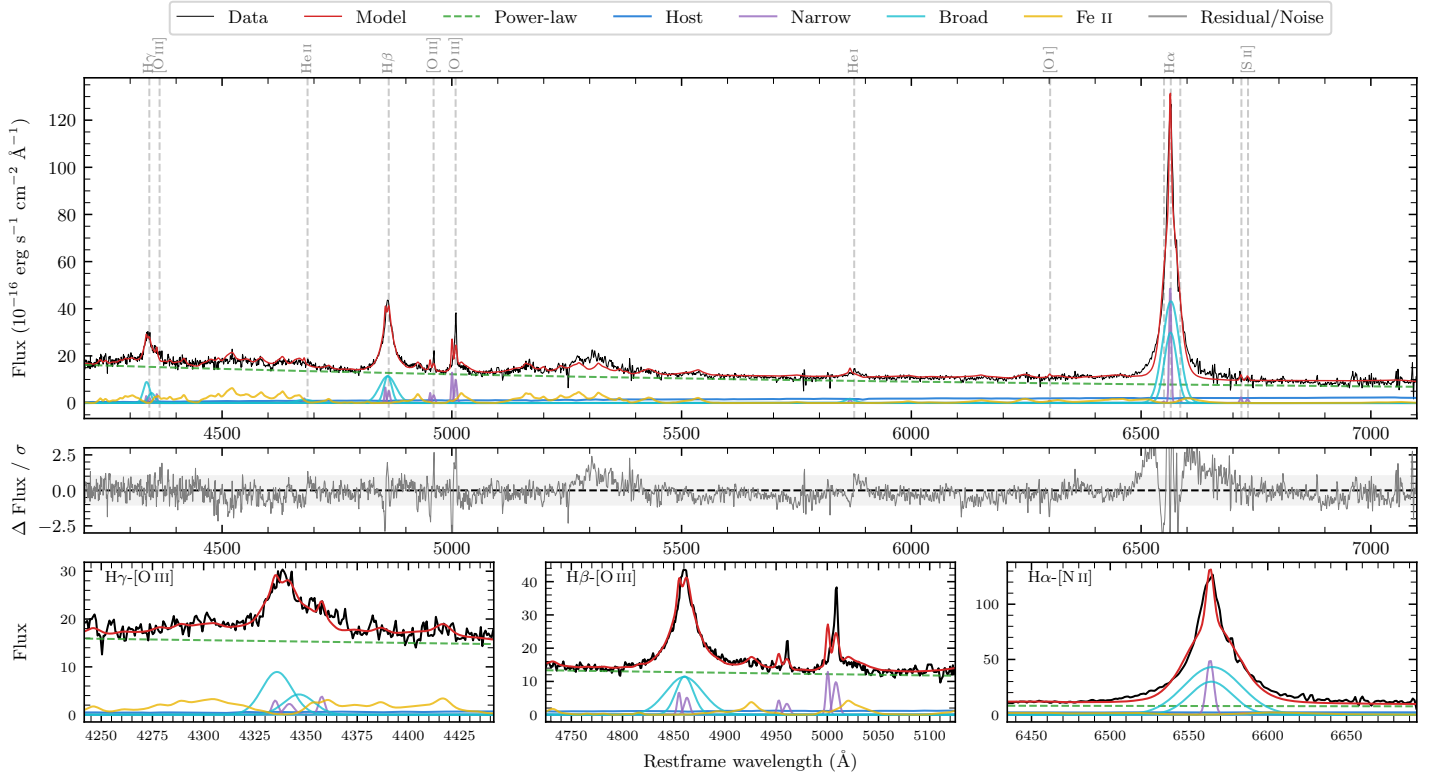 Data Model Power-law Host Narrow Broad Fe II Residual/Noise
Hγ [O III] He II Hβ [O III] [O III] He I [O I] Hα [S II]
Flux (10⁻¹⁶ erg s⁻¹ cm⁻² Å⁻¹)
120
100
80
60
40
20
0
4500 5000 5500 6000 6500 7000
Δ Flux / σ
2.5
0.0
−2.5
4500 5000 5500 6000 6500 7000
Flux
Hγ-[O III]
30
20
10
0
4250 4275 4300 4325 4350 4375 4400 4425
Hβ-[O III]
40
30
20
10
0
4750 4800 4850 4900 4950 5000 5050 5100
Hα-[N II]
100
50
0
6450 6500 6550 6600 6650
Restframe wavelength (Å)